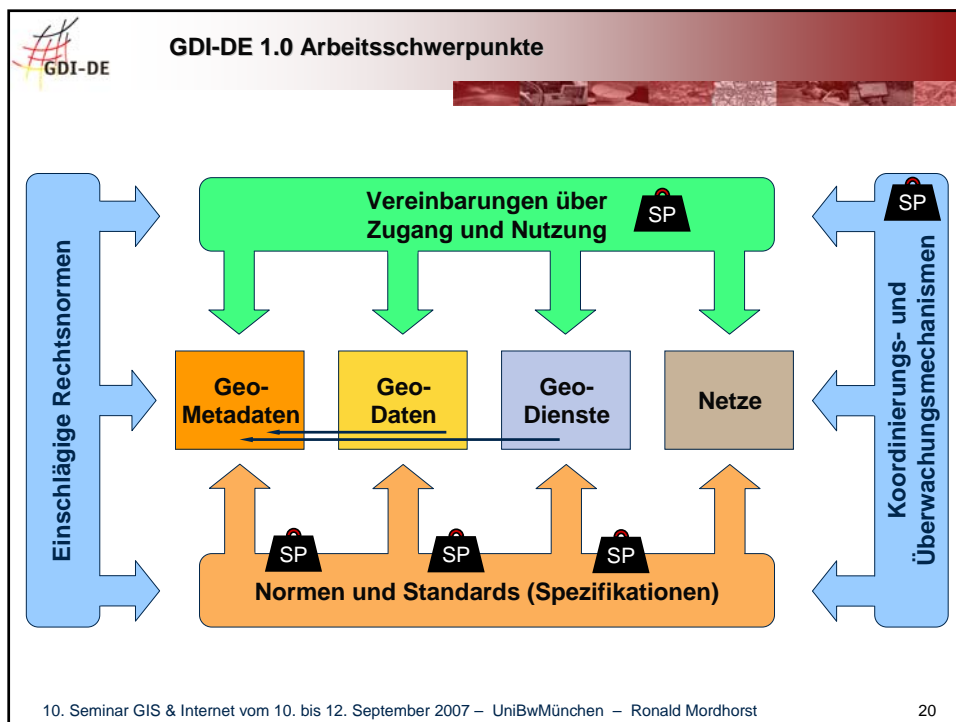 GDI-DE 1.0 Arbeitsschwerpunkte
GDI-DE
Vereinbarungen über
Zugang und Nutzung
SP
SP
Einschlägige Rechtsnormen
Koordinierungs- und
Überwachungsmechanismen
Geo-
Metadaten
Geo-
Daten
Geo-
Dienste
Netze
SP
SP
SP
Normen und Standards (Spezifikationen)
10. Seminar GIS & Internet vom 10. bis 12. September 2007 – UniBwMünchen – Ronald Mordhorst
20